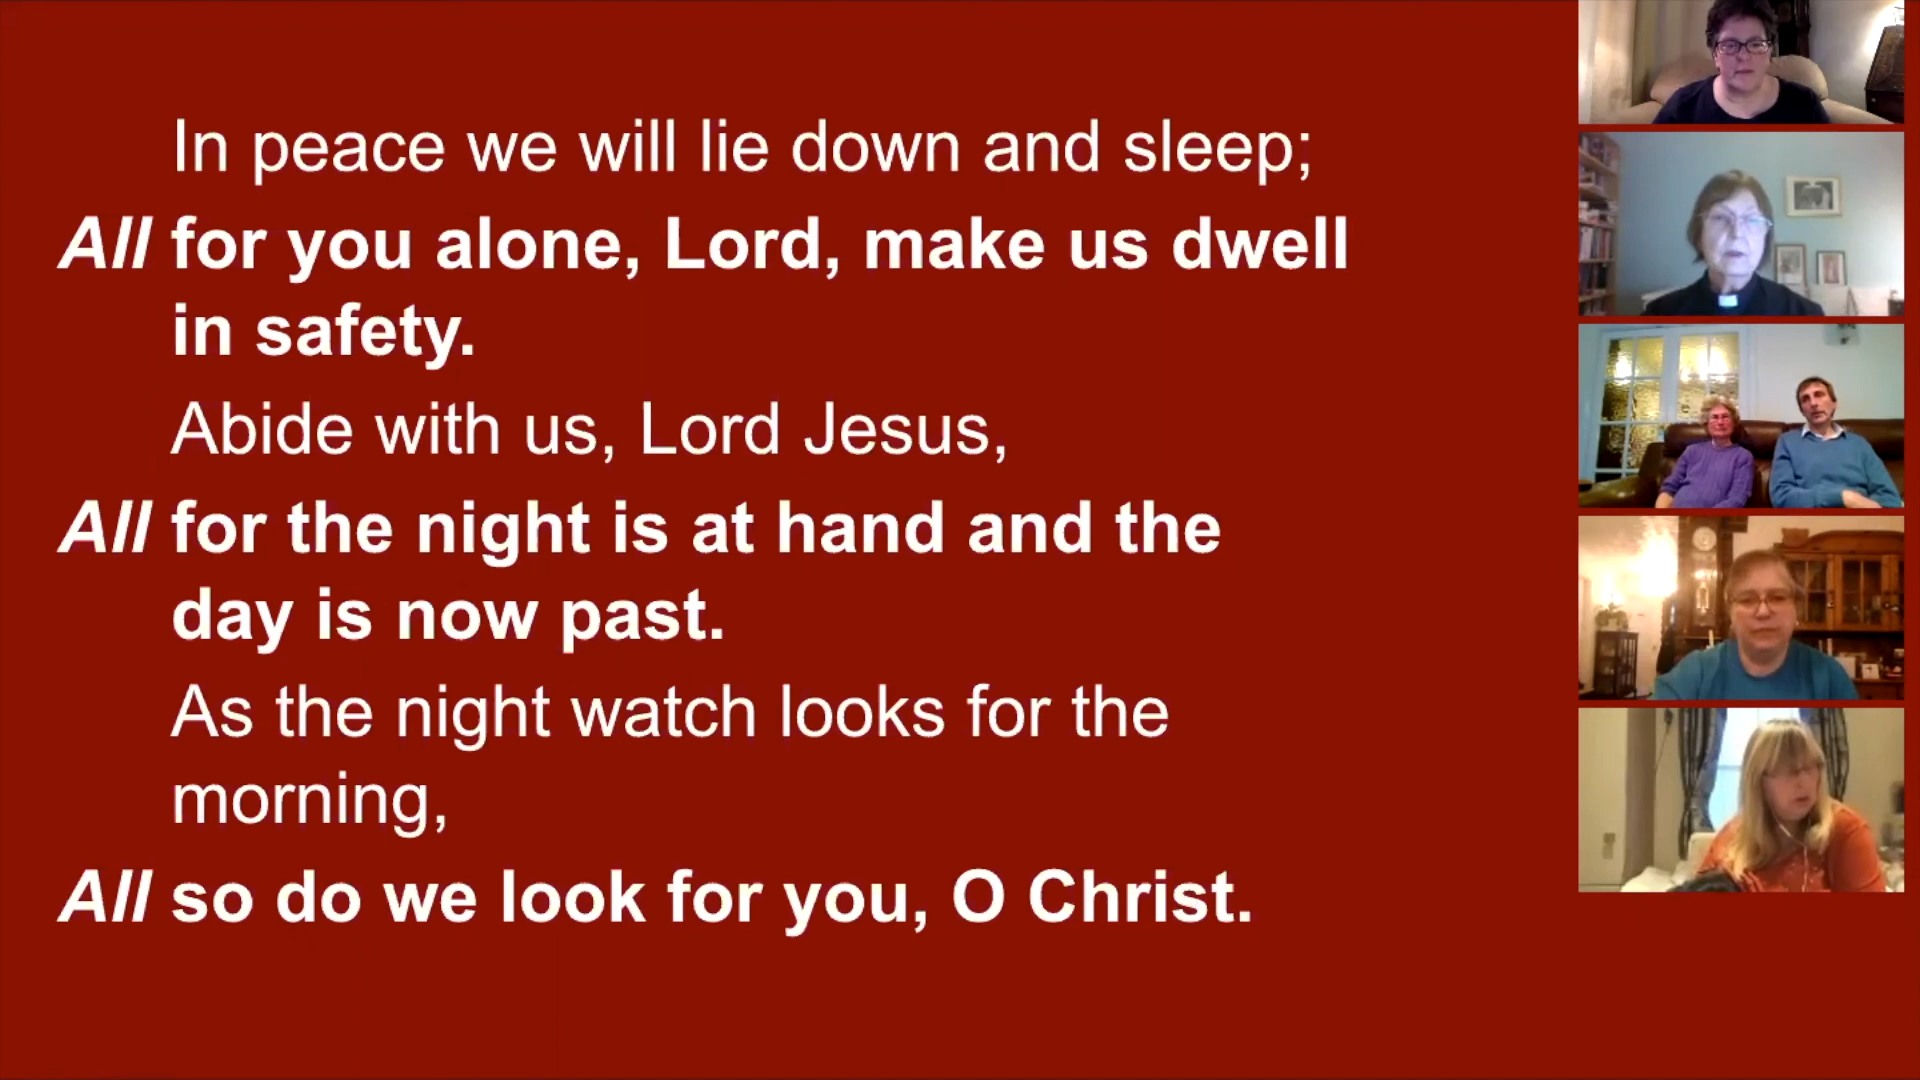 In peace we will lie down and sleep;
All for you alone, Lord, make us dwell
in safety.
Abide with us, Lord Jesus,
All for the night is at hand and the
day is now past.
As the night watch looks for the
morning,
All so do we look for you, O Christ.